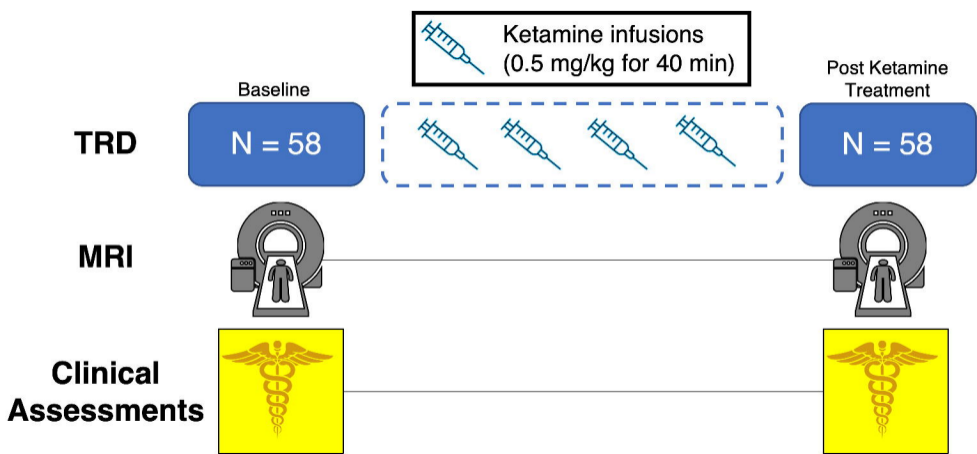 Ketamine infusions
(0.5 mg/kg for 40 min)
Baseline
Post Ketamine
Treatment
TRD
N = 58
N = 58
MRI
Clinical
Assessments